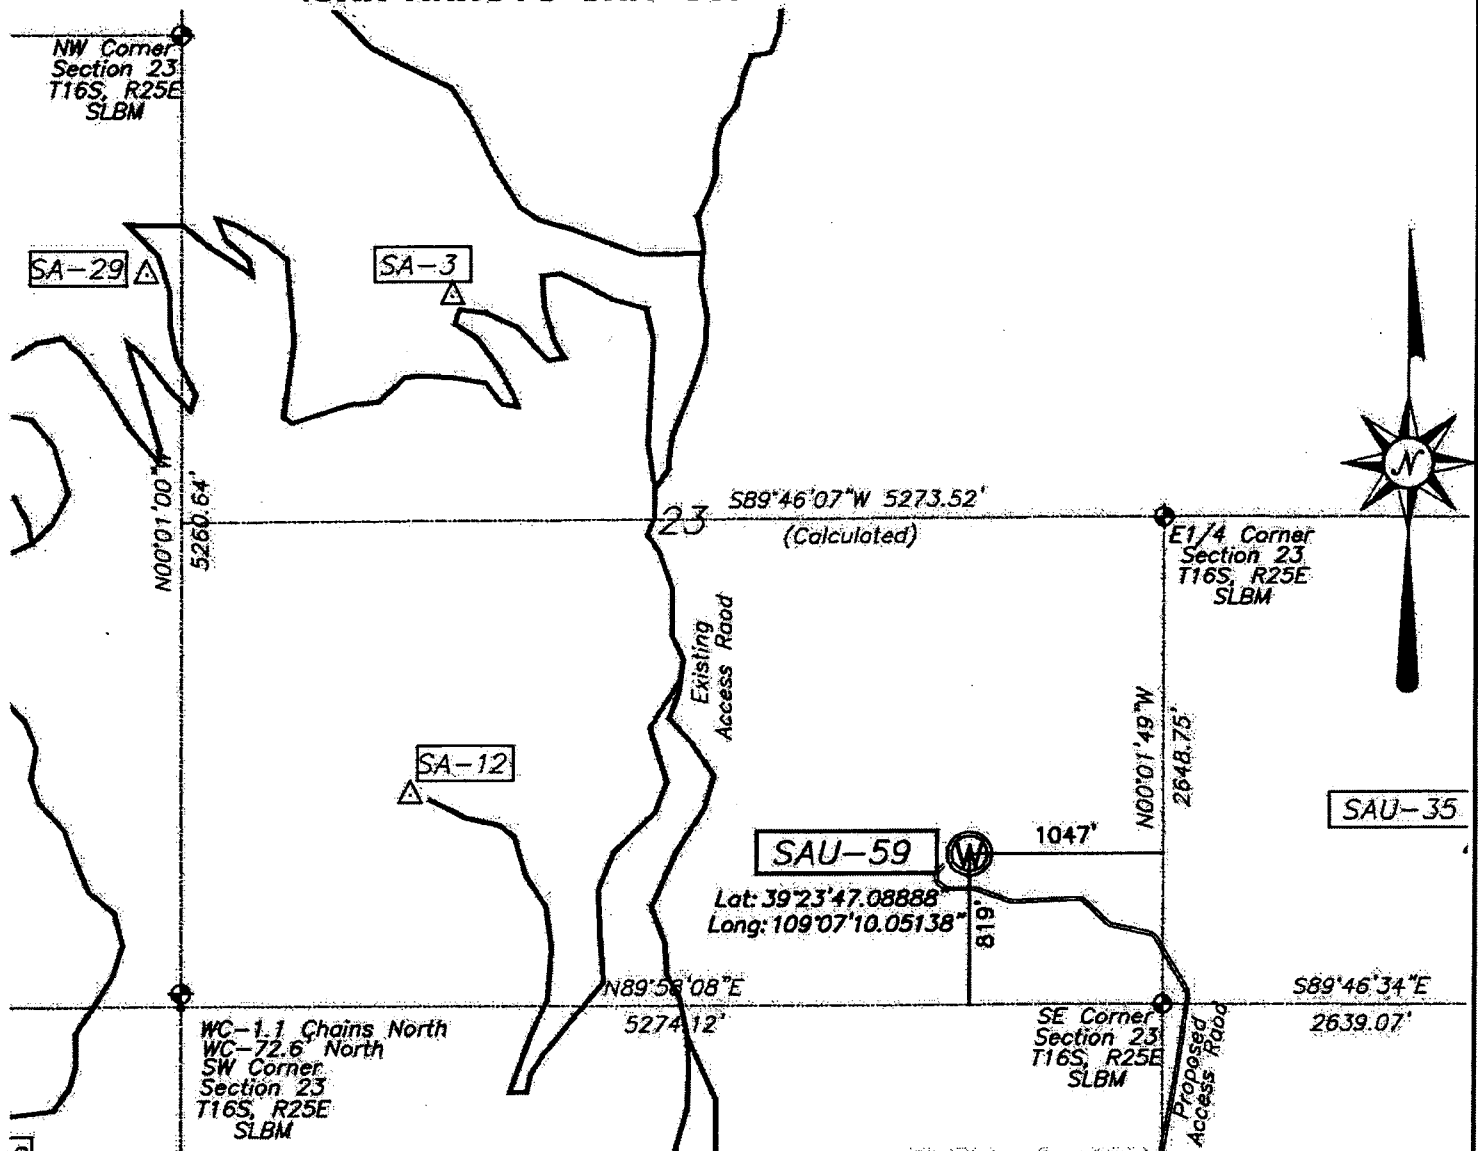 NW Corner
Section 23
T16S, R25E
SLBM
SA-29
SA-3
N00°01'00"W
5260.64'
23
S89°46'07"W 5273.52'
(Calculated)
E1/4 Corner
Section 23
T16S, R25E
SLBM
N
Existing
Access Raod
N00°01'49"W
2648.75'
SA-12
SAU-35
SAU-59
W
1047'
Lat: 39°23'47.08888"
Long: 109°07'10.05138"
819'
N89°58'08"E
5274.12'
S89°46'34"E
2639.07'
WC-1.1 Chains North
WC-72.6' North
SW Corner
Section 23
T16S, R25E
SLBM
SE Corner
Section 23
T16S, R25E
SLBM
Proposed
Access Raod